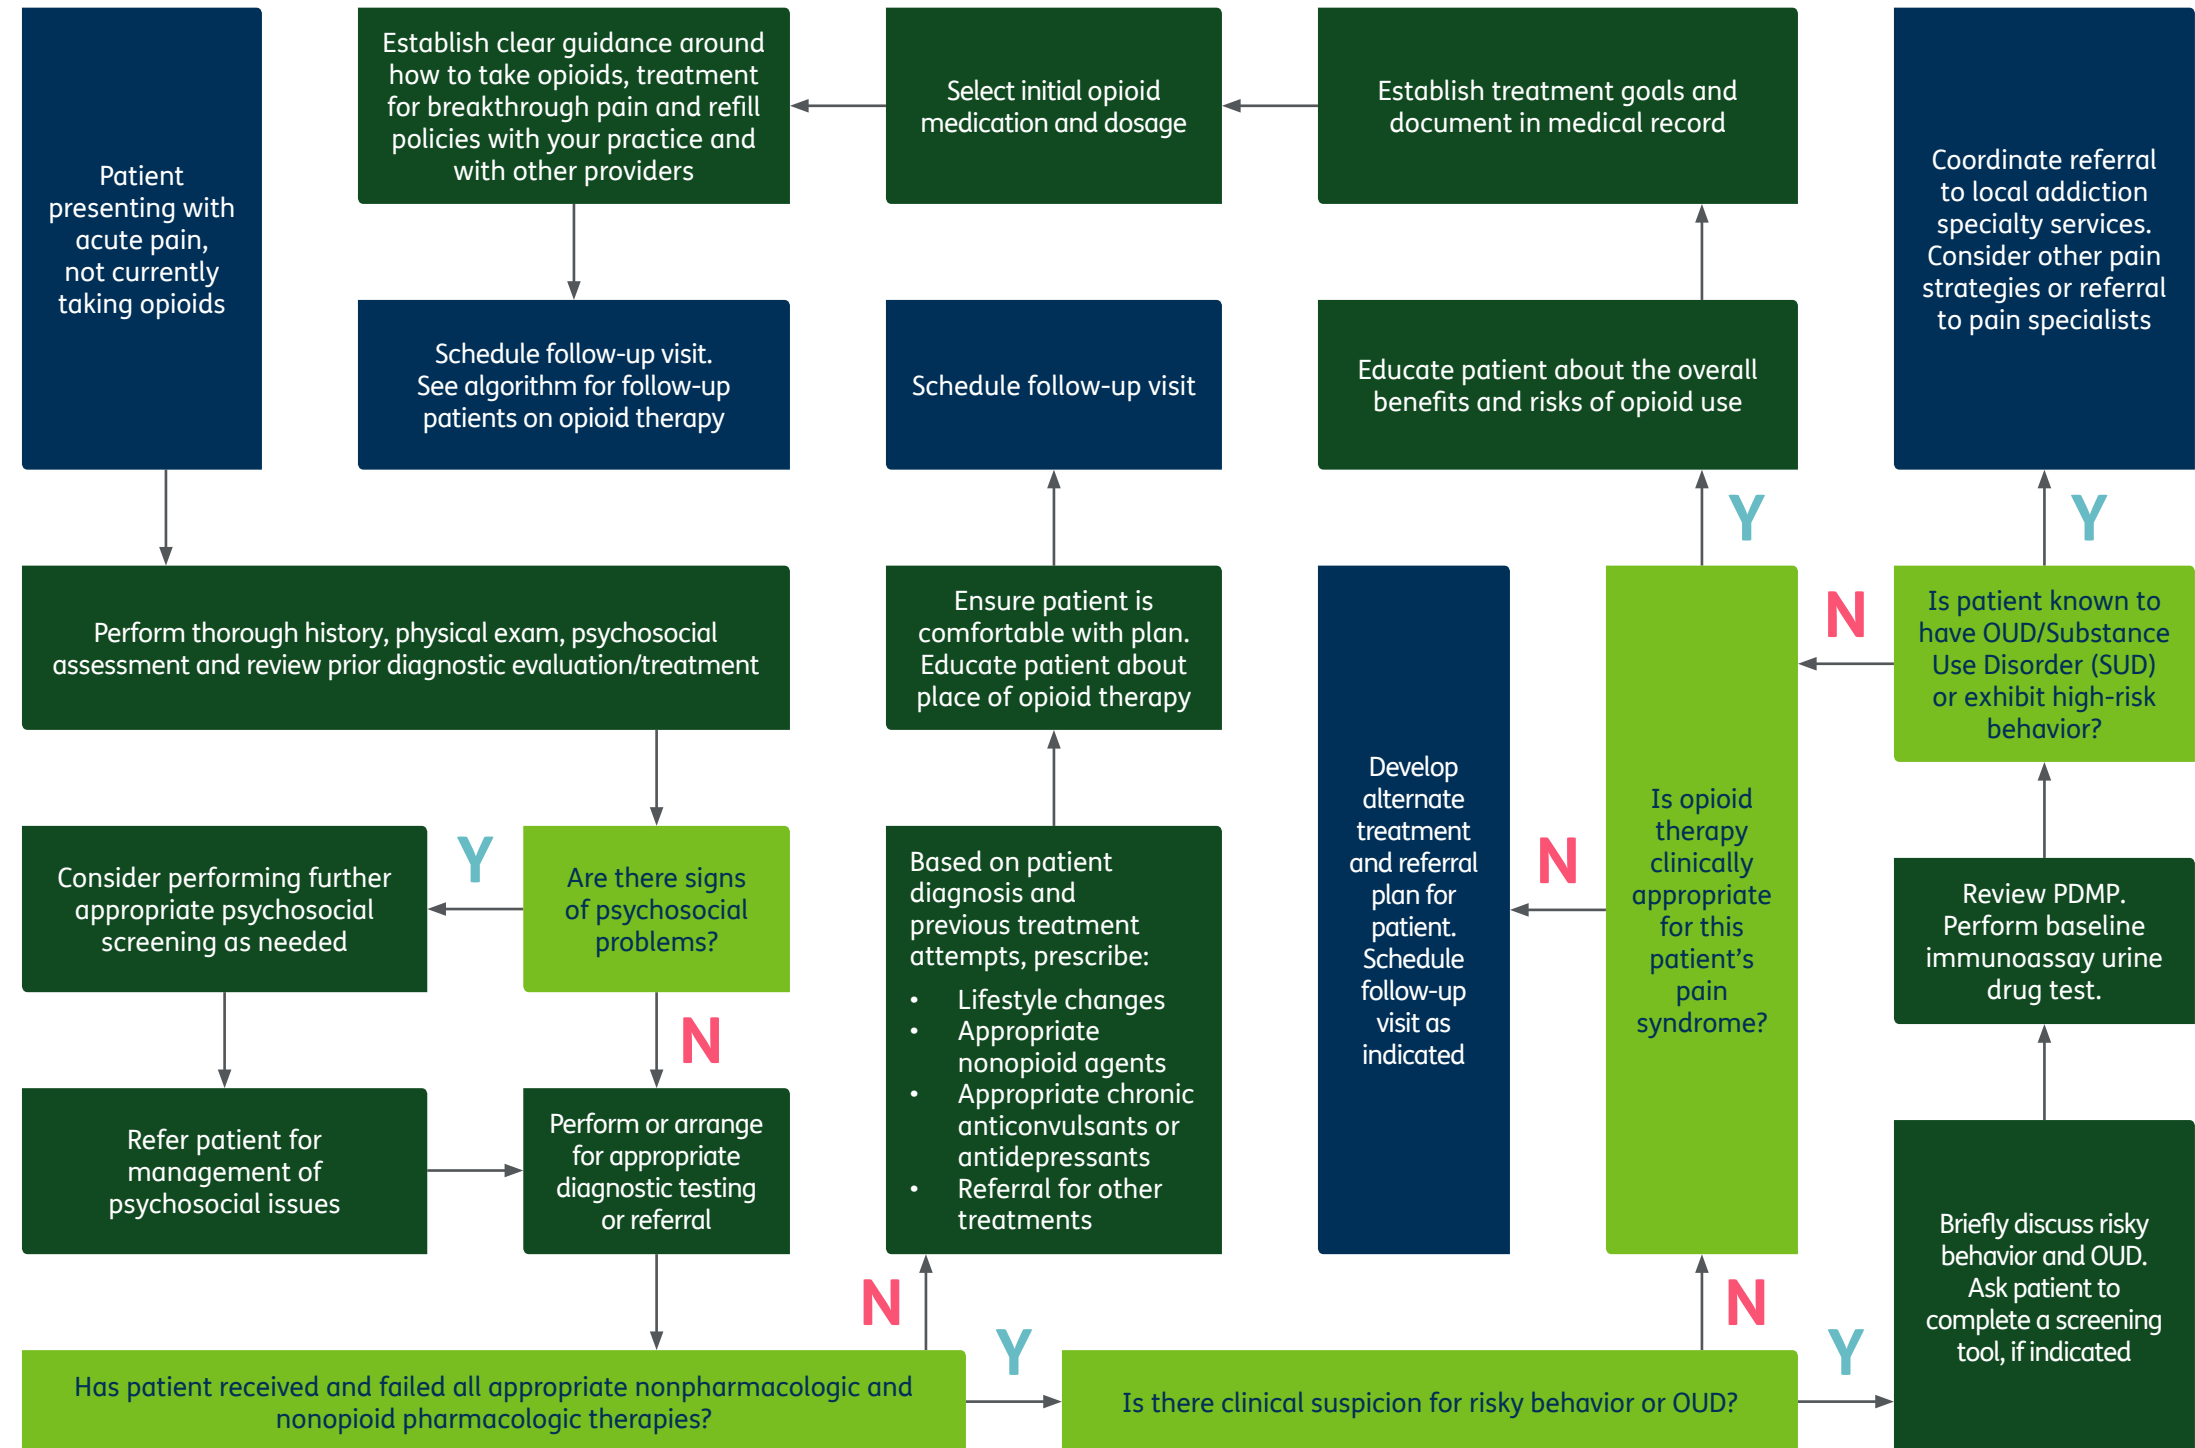 Patient
presenting with
acute pain,
not currently
taking opioids
Establish clear guidance around
how to take opioids, treatment
for breakthrough pain and refill
policies with your practice and
with other providers
Select initial opioid
medication and dosage
Establish treatment goals and
document in medical record
Coordinate referral
to local addiction
specialty services.
Consider other pain
strategies or referral
to pain specialists
Schedule follow-up visit.
See algorithm for follow-up
patients on opioid therapy
Schedule follow-up visit
Educate patient about the overall
benefits and risks of opioid use
Y
Y
Perform thorough history, physical exam, psychosocial
assessment and review prior diagnostic evaluation/treatment
Ensure patient is
comfortable with plan.
Educate patient about
place of opioid therapy
Develop
alternate
treatment
and referral
plan for
patient.
Schedule
follow-up
visit as
indicated
N
Is opioid
therapy
clinically
appropriate
for this
patient's
pain
syndrome?
N
Is patient known to
have OUD/Substance
Use Disorder (SUD)
or exhibit high-risk
behavior?
Consider performing further
appropriate psychosocial
screening as needed
Y
Are there signs
of psychosocial
problems?
N
Based on patient
diagnosis and
previous treatment
attempts, prescribe:
• Lifestyle changes
• Appropriate
nonopioid agents
• Appropriate chronic
anticonvulsants or
antidepressants
• Referral for other
treatments
Review PDMP.
Perform baseline
immunoassay urine
drug test.
Refer patient for
management of
psychosocial issues
Perform or arrange
for appropriate
diagnostic testing
or referral
Briefly discuss risky
behavior and OUD.
Ask patient to
complete a screening
tool, if indicated
N
N
Has patient received and failed all appropriate nonpharmacologic and
nonopioid pharmacologic therapies?
Y
Is there clinical suspicion for risky behavior or OUD?
Y